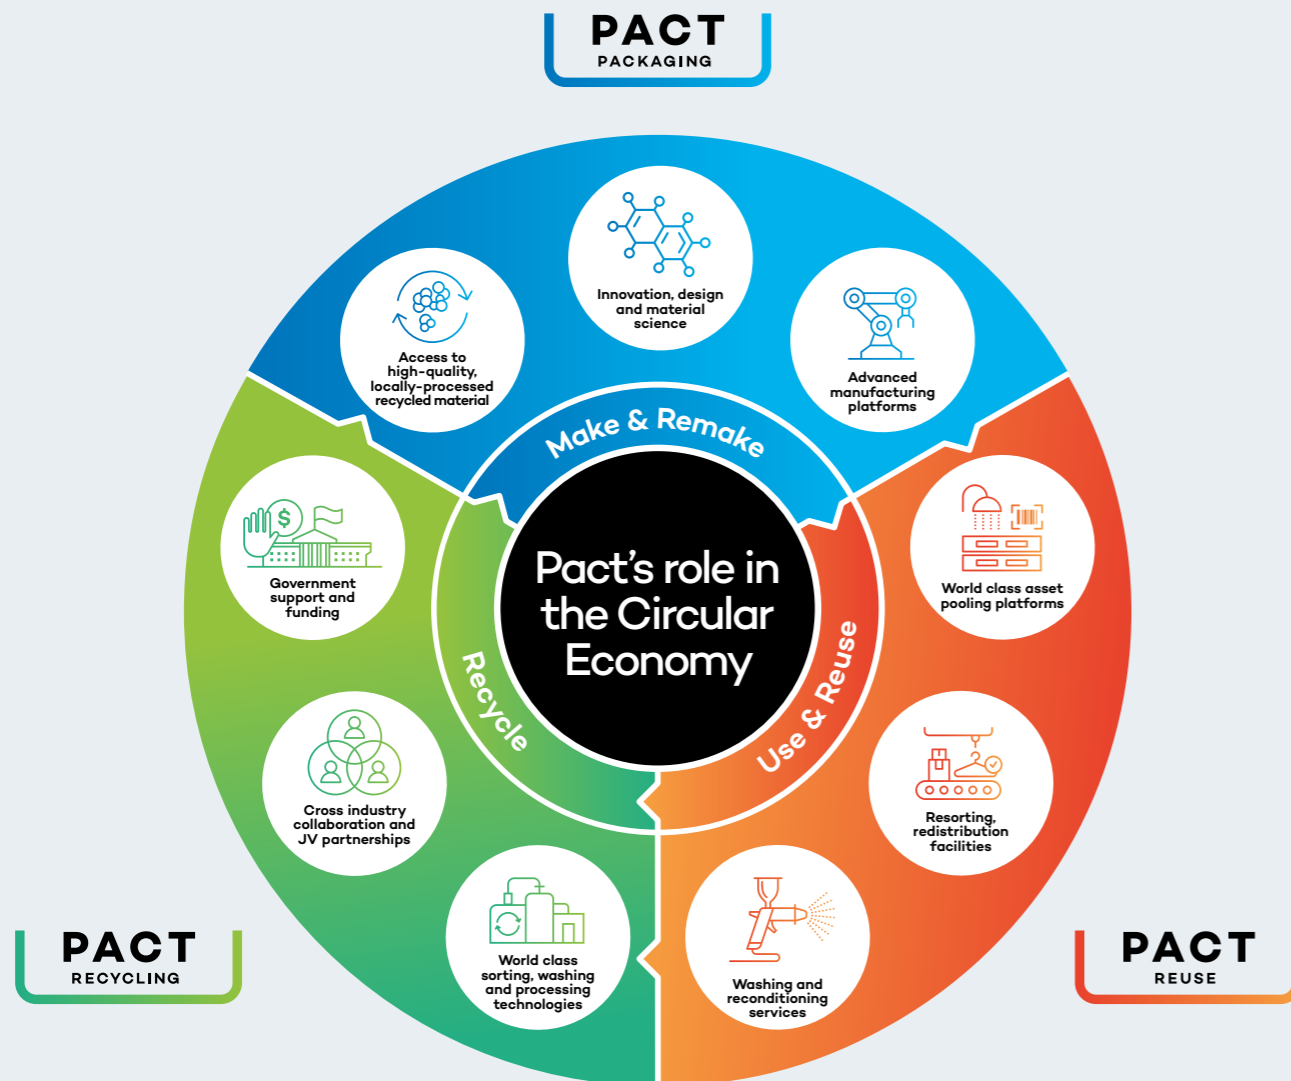 PACT
PACKAGING
Innovation, design
and material
science
Access to
high-quality,
locally-processed
recycled material
Advanced
manufacturing
platforms
Make & Remake
Government
support and
funding
World class asset
pooling platforms
Pact's role in
the Circular
Economy
Recycle
Use & Reuse
Cross industry
collaboration and
JV partnerships
Resorting,
redistribution
facilities
World class
sorting, washing
and processing
technologies
Washing and
reconditioning
services
PACT
RECYCLING
PACT
REUSE